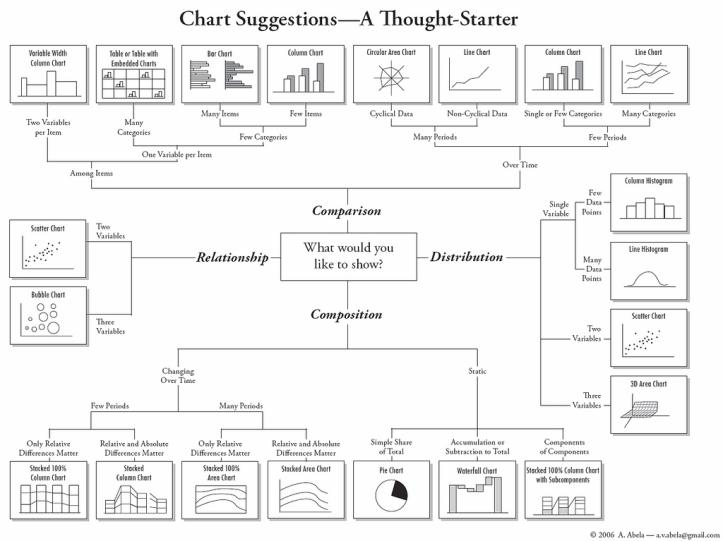 Chart Suggestions—A Thought-Starter
Variable Width
Column Chart
Table or Table with
Embedded Charts
Bar Chart
Column Chart
Circular Area Chart
Line Chart
Column Chart
Line Chart
Two Variables
per Item
Many
Categories
Many Items
Few Items
Cyclical Data
Non-Cyclical Data
Single or Few Categories
Many Categories
Few Categories
Many Periods
Few Periods
One Variable per Item
Among Items
Over Time
Comparison
What would you
like to show?
Relationship
Distribution
Composition
Scatter Chart
Two
Variables
Bubble Chart
Three
Variables
Single
Variable
Few
Data
Points
Column Histogram
Many
Data
Points
Line Histogram
Two
Variables
Scatter Chart
Three
Variables
3D Area Chart
Changing
Over Time
Static
Few Periods
Many Periods
Only Relative
Differences Matter
Relative and Absolute
Differences Matter
Only Relative
Differences Matter
Relative and Absolute
Differences Matter
Simple Share
of Total
Accumulation or
Subtraction to Total
Components
of Components
Stacked 100%
Column Chart
Stacked
Column Chart
Stacked 100%
Area Chart
Stacked Area Chart
Pie Chart
Waterfall Chart
Stacked 100% Column Chart
with Subcomponents
© 2006 A. Abela — a.v.abela@gmail.com